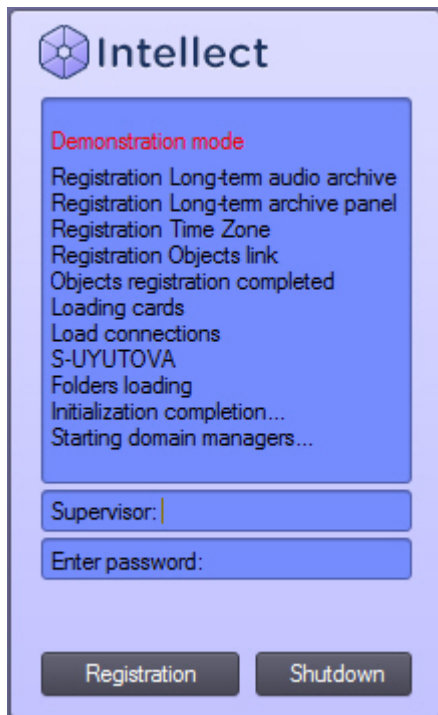 Intellect
Demonstration mode
Registration Long-term audio archive
Registration Long-term archive panel
Registration Time Zone
Registration Objects link
Objects registration completed
Loading cards
Load connections
S-UYUTOVA
Folders loading
Initialization completion...
Starting domain managers...
Supervisor:
Enter password:
Registration Shutdown